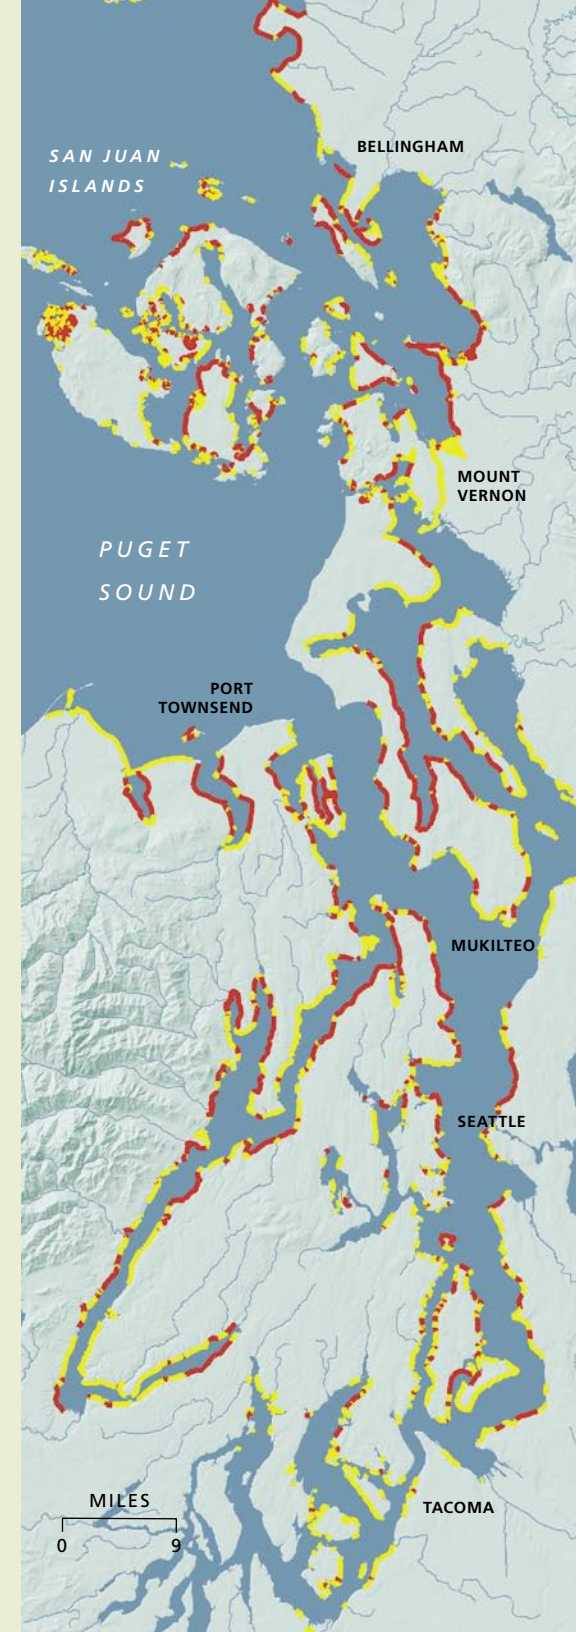 BELLINGHAM
SAN JUAN
ISLANDS
MOUNT
VERNON
PUGET
SOUND
PORT
TOWNSEND
MUKILTEO
SEATTLE
MILES
0 9
TACOMA